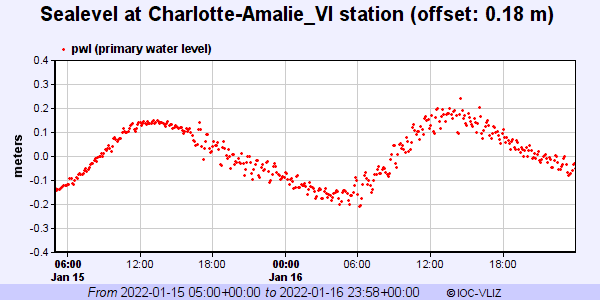 Sealevel at Charlotte-Amalie_VI station (offset: 0.18 m)
pwl (primary water level)
0.4
0.3
0.2
0.1
0.0
-0.1
-0.2
-0.3
-0.4
meters
06:00 12:00 18:00 00:00 06:00 12:00 18:00
Jan 15 Jan 16
From 2022-01-15 05:00+00:00 to 2022-01-16 23:58+00:00 © IOC-VLIZ